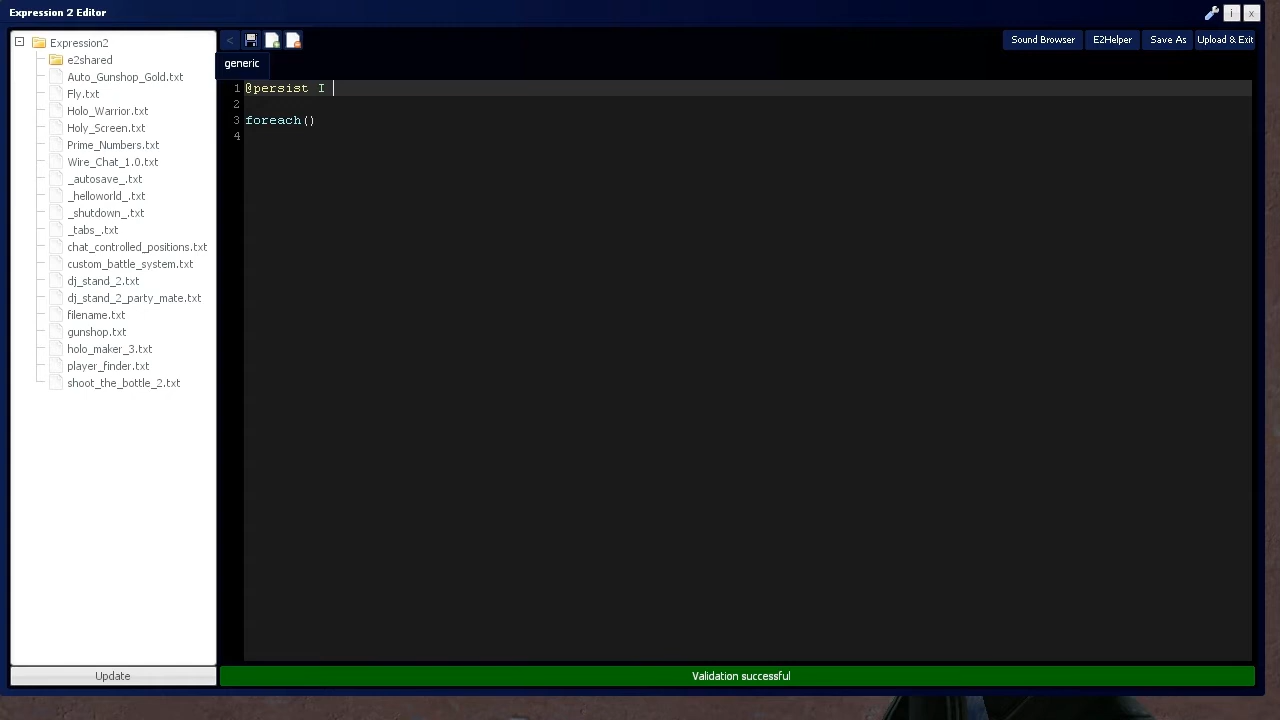 Expression 2 Editor
i
x
Expression2
e2shared
Auto_Gunshop_Gold.txt
Fly.txt
Holo_Warrior.txt
Holy_Screen.txt
Prime_Numbers.txt
Wire_Chat_1.0.txt
_autosave_.txt
_helloworld_.txt
_shutdown_.txt
_tabs_.txt
chat_controlled_positions.txt
custom_battle_system.txt
dj_stand_2.txt
dj_stand_2_party_mate.txt
filename.txt
gunshop.txt
holo_maker_3.txt
player_finder.txt
shoot_the_bottle_2.txt
Update
<
Sound Browser
E2Helper
Save As
Upload & Exit
generic
1 @persist I
2
3 foreach()
4
Validation successful